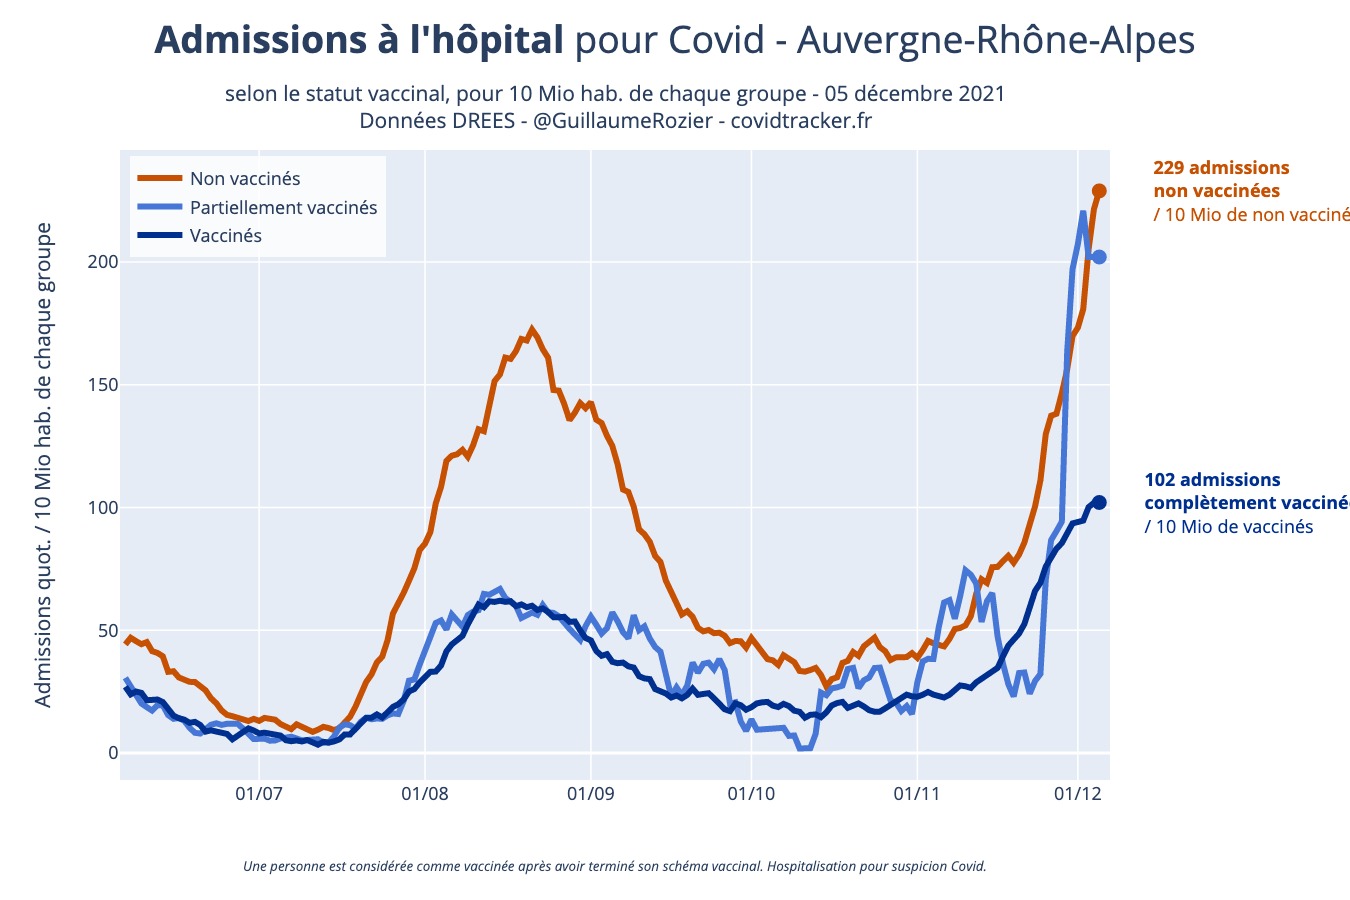 Admissions à l'hôpital pour Covid - Auvergne-Rhône-Alpes
selon le statut vaccinal, pour 10 Mio hab. de chaque groupe - 05 décembre 2021
Données DREES - @GuillaumeRozier - covidtracker.fr
Non vaccinés
Partiellement vaccinés
Vaccinés
229 admissions
non vaccinées
/ 10 Mio de non vacciné
102 admissions
complètement vacciné
/ 10 Mio de vaccinés
Admissions quot. / 10 Mio hab. de chaque groupe
200
150
100
50
0
01/07
01/08
01/09
01/10
01/11
01/12
Une personne est considérée comme vaccinée après avoir terminé son schéma vaccinal. Hospitalisation pour suspicion Covid.